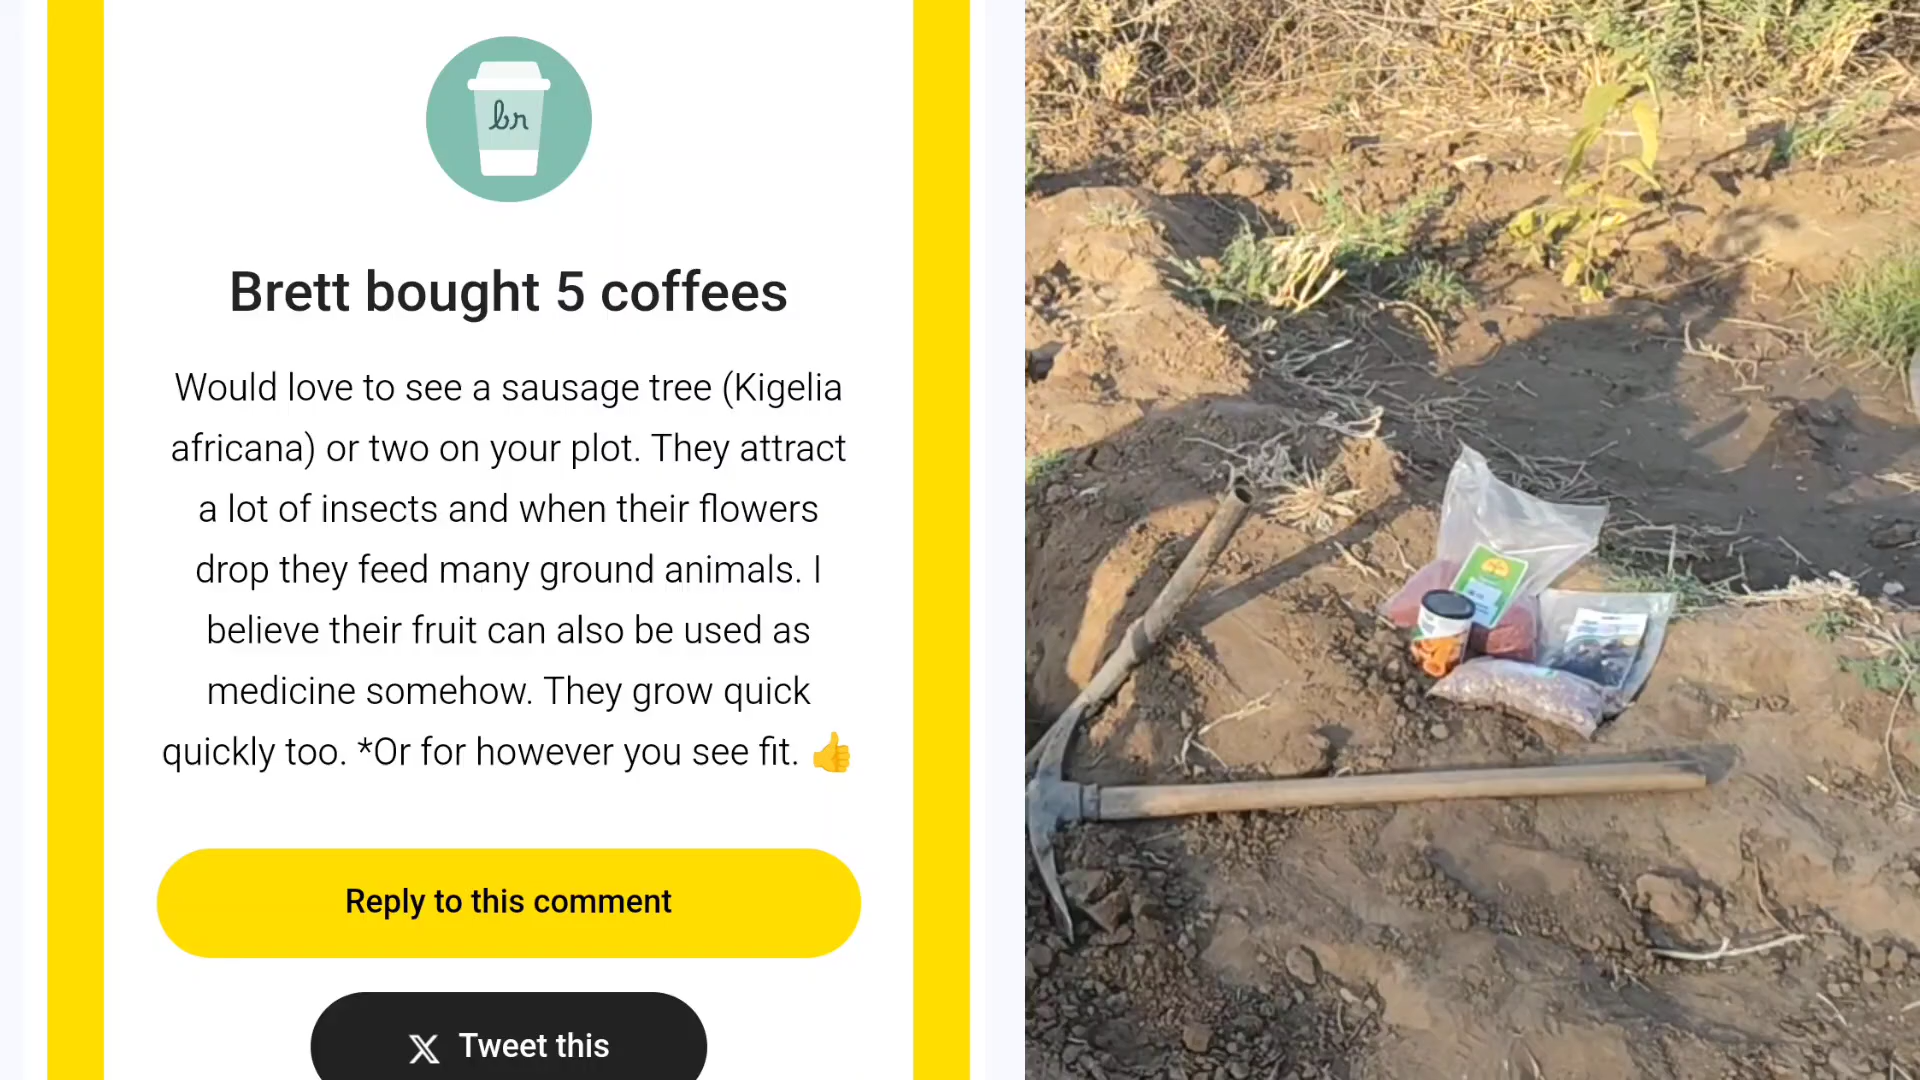 br
Brett bought 5 coffees
Would love to see a sausage tree (Kigelia
africana) or two on your plot. They attract
a lot of insects and when their flowers
drop they feed many ground animals. I
believe their fruit can also be used as
medicine somehow. They grow quick
quickly too. *Or for however you see fit. 👍
Reply to this comment
X Tweet this